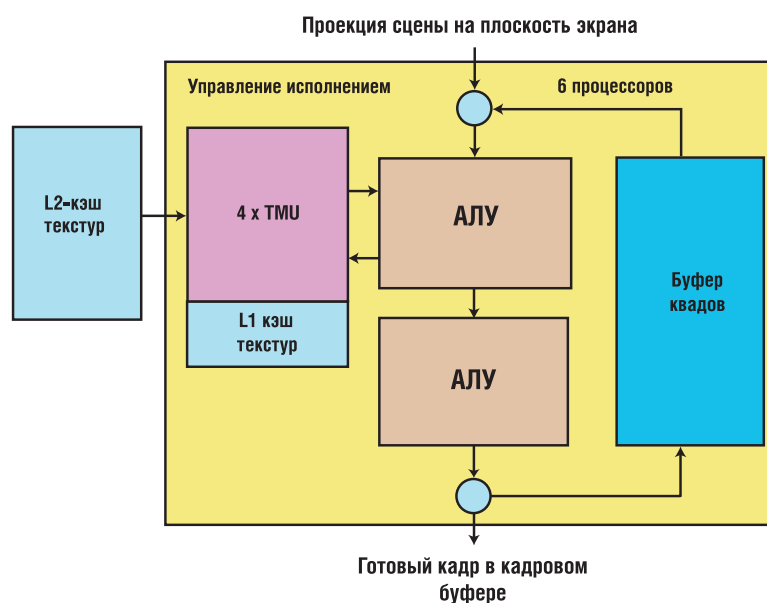 Проекция сцены на плоскость экрана
Управление исполнением
6 процессоров
L2-кэш
текстур
4 x TMU
АЛУ
Буфер
квадов
L1 кэш
текстур
АЛУ
Готовый кадр в кадровом
буфере